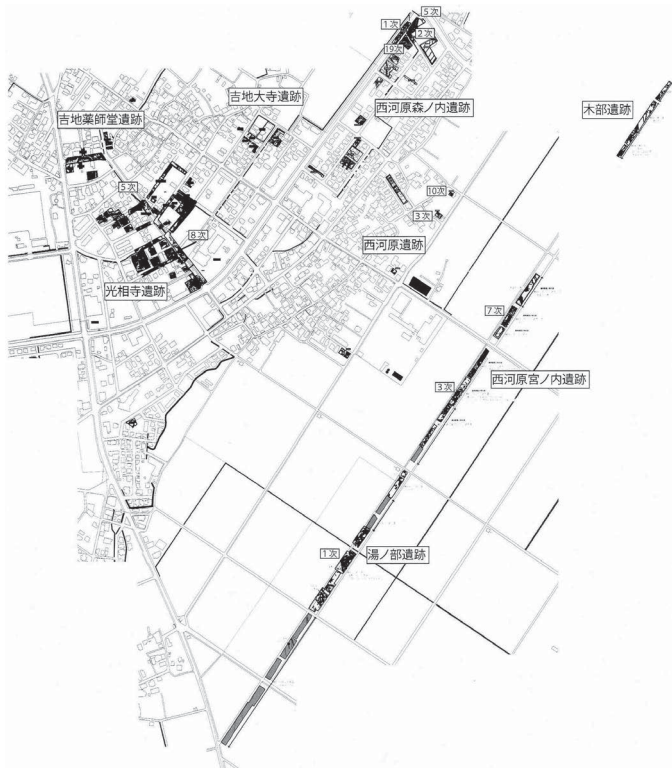 5次
1次
2次
19次
吉地大寺遺跡
西河原森ノ内遺跡
木部遺跡
吉地薬師堂遺跡
5次
10次
3次
8次
西河原遺跡
光相寺遺跡
7次
西河原宮ノ内遺跡
3次
1次
湯ノ部遺跡